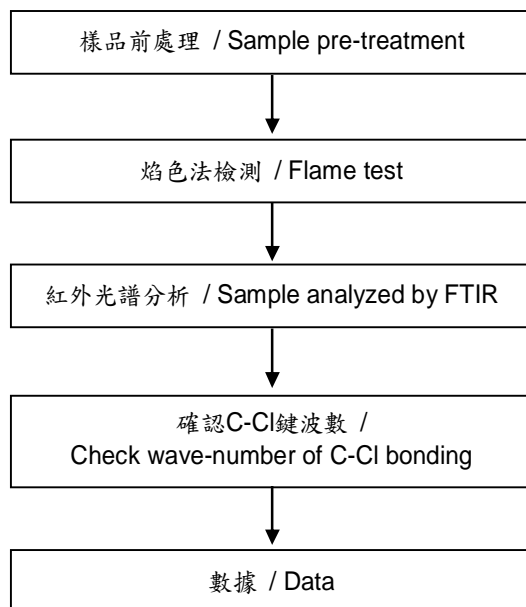 樣品前處理 / Sample pre-treatment
焰色法檢測 / Flame test
紅外光譜分析 / Sample analyzed by FTIR
確認C-Cl鍵波數 /
Check wave-number of C-Cl bonding
數據 / Data